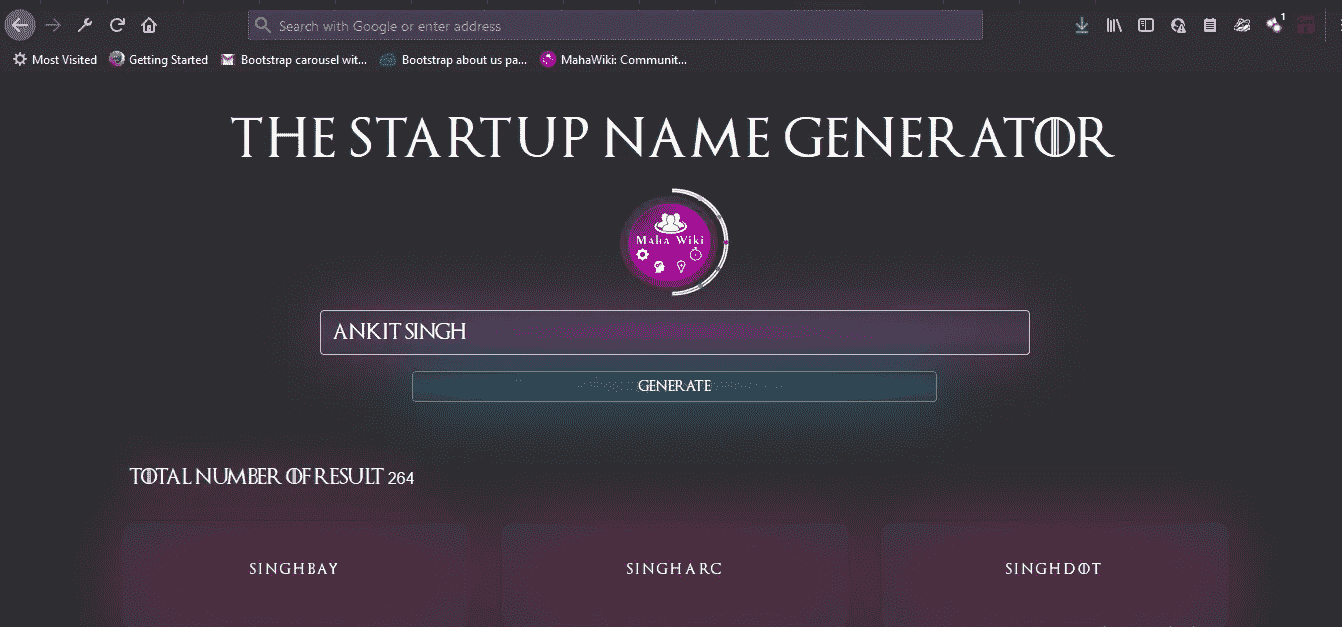 Search with Google or enter address
1
Most Visited Getting Started Bootstrap carousel wit... Bootstrap about us pa... MahaWiki: Communit...
THE STARTUP NAME GENERATOR
Maha Wiki
ANKIT SINGH
GENERATE
TOTAL NUMBER OF RESULT 264
SINGHBAY SINGHARC SINGHDOT